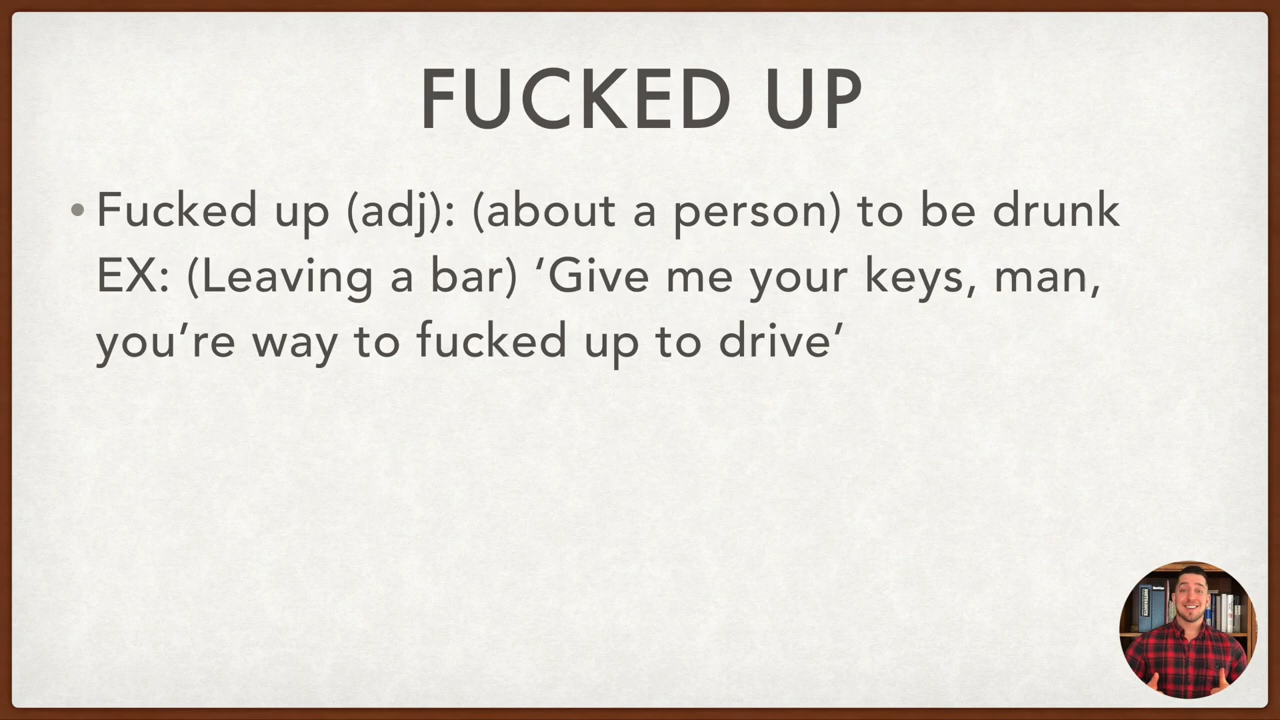 FUCKED UP
• Fucked up (adj): (about a person) to be drunk
EX: (Leaving a bar) ‘Give me your keys, man,
you’re way to fucked up to drive’